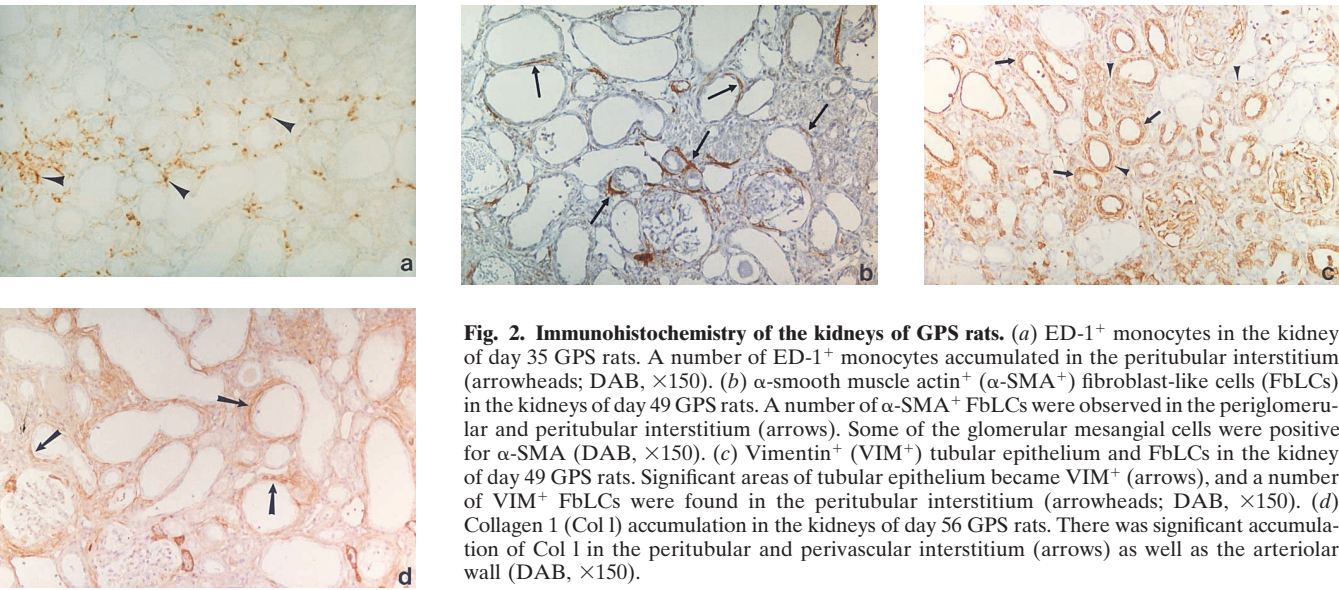 a
b
c
d
Fig. 2. Immunohistochemistry of the kidneys of GPS rats. (a) ED-1⁺ monocytes in the kidney
of day 35 GPS rats. A number of ED-1⁺ monocytes accumulated in the peritubular interstitium
(arrowheads; DAB, ×150). (b) α-smooth muscle actin⁺ (α-SMA⁺) fibroblast-like cells (FbLCs)
in the kidneys of day 49 GPS rats. A number of α-SMA⁺ FbLCs were observed in the periglomeru-
lar and peritubular interstitium (arrows). Some of the glomerular mesangial cells were positive
for α-SMA (DAB, ×150). (c) Vimentin⁺ (VIM⁺) tubular epithelium and FbLCs in the kidney
of day 49 GPS rats. Significant areas of tubular epithelium became VIM⁺ (arrows), and a number
of VIM⁺ FbLCs were found in the peritubular interstitium (arrowheads; DAB, ×150). (d)
Collagen 1 (Col l) accumulation in the kidneys of day 56 GPS rats. There was significant accumula-
tion of Col l in the peritubular and perivascular interstitium (arrows) as well as the arteriolar
wall (DAB, ×150).